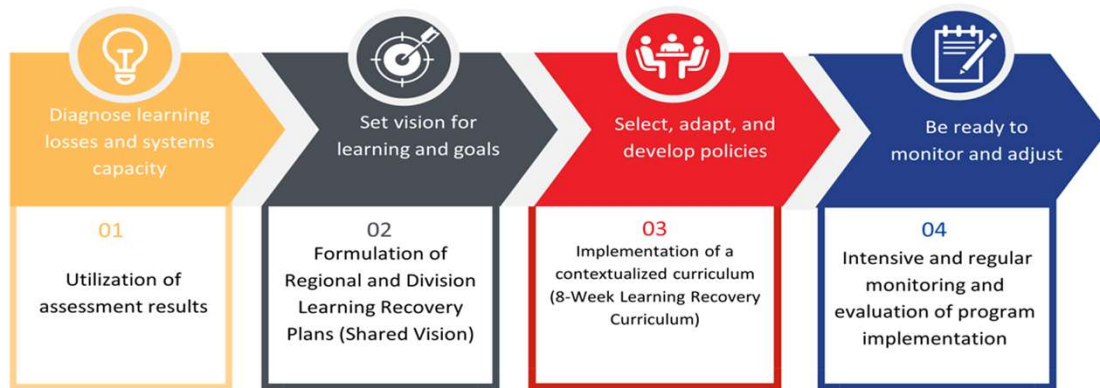 Diagnose learning
losses and systems
capacity
01
Utilization of
assessment results
Set vision for
learning and goals
02
Formulation of
Regional and Division
Learning Recovery
Plans (Shared Vision)
Select, adapt, and
develop policies
03
Implementation of a
contextualized curriculum
(8-Week Learning Recovery
Curriculum)
Be ready to
monitor and adjust
04
Intensive and regular
monitoring and
evaluation of program
implementation